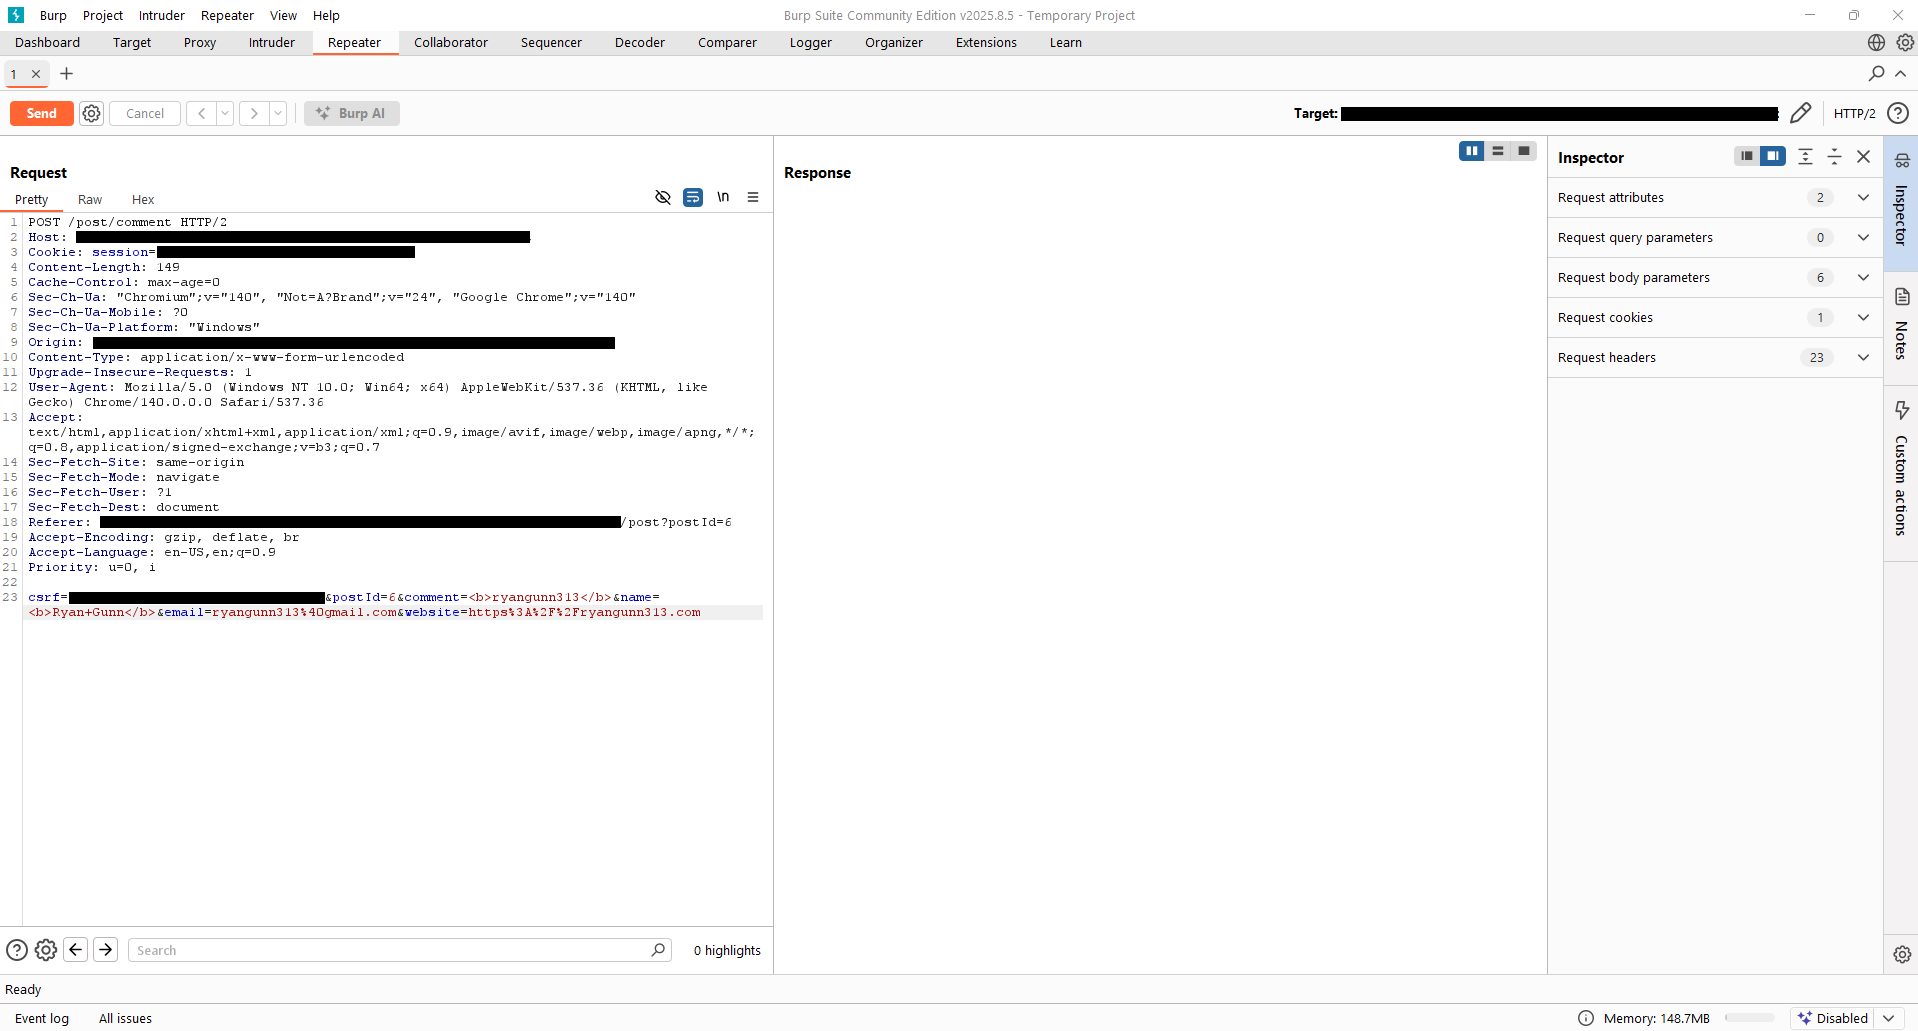 Burp Project Intruder Repeater View Help Burp Suite Community Edition v2025.8.5 - Temporary Project
Dashboard Target Proxy Intruder Repeater Collaborator Sequencer Decoder Comparer Logger Organizer Extensions Learn
1
Send Cancel Burp AI Target: HTTP/2
Request
Pretty Raw Hex \n
1 POST /post/comment HTTP/2
2 Host:
3 Cookie: session=
4 Content-Length: 149
5 Cache-Control: max-age=0
6 Sec-Ch-Ua: "Chromium";v="140", "Not=A?Brand";v="24", "Google Chrome";v="140"
7 Sec-Ch-Ua-Mobile: ?0
8 Sec-Ch-Ua-Platform: "Windows"
9 Origin:
10 Content-Type: application/x-www-form-urlencoded
11 Upgrade-Insecure-Requests: 1
12 User-Agent: Mozilla/5.0 (Windows NT 10.0; Win64; x64) AppleWebKit/537.36 (KHTML, like
Gecko) Chrome/140.0.0.0 Safari/537.36
13 Accept:
text/html,application/xhtml+xml,application/xml;q=0.9,image/avif,image/webp,image/apng,*/*;
q=0.8,application/signed-exchange;v=b3;q=0.7
14 Sec-Fetch-Site: same-origin
15 Sec-Fetch-Mode: navigate
16 Sec-Fetch-User: ?1
17 Sec-Fetch-Dest: document
18 Referer: /post?postId=6
19 Accept-Encoding: gzip, deflate, br
20 Accept-Language: en-US,en;q=0.9
21 Priority: u=0, i
22
23 csrf= &postId=6&comment=<b>ryangunn313</b>&name=
<b>Ryan+Gunn</b>&email=ryangunn313%40gmail.com&website=https%3A%2F%2Fryangunn313.com
Search 0 highlights
Response
Inspector
Request attributes 2
Request query parameters 0
Request body parameters 6
Request cookies 1
Request headers 23
Inspector
Notes
Custom actions
Ready
Event log All issues Memory: 148.7MB Disabled